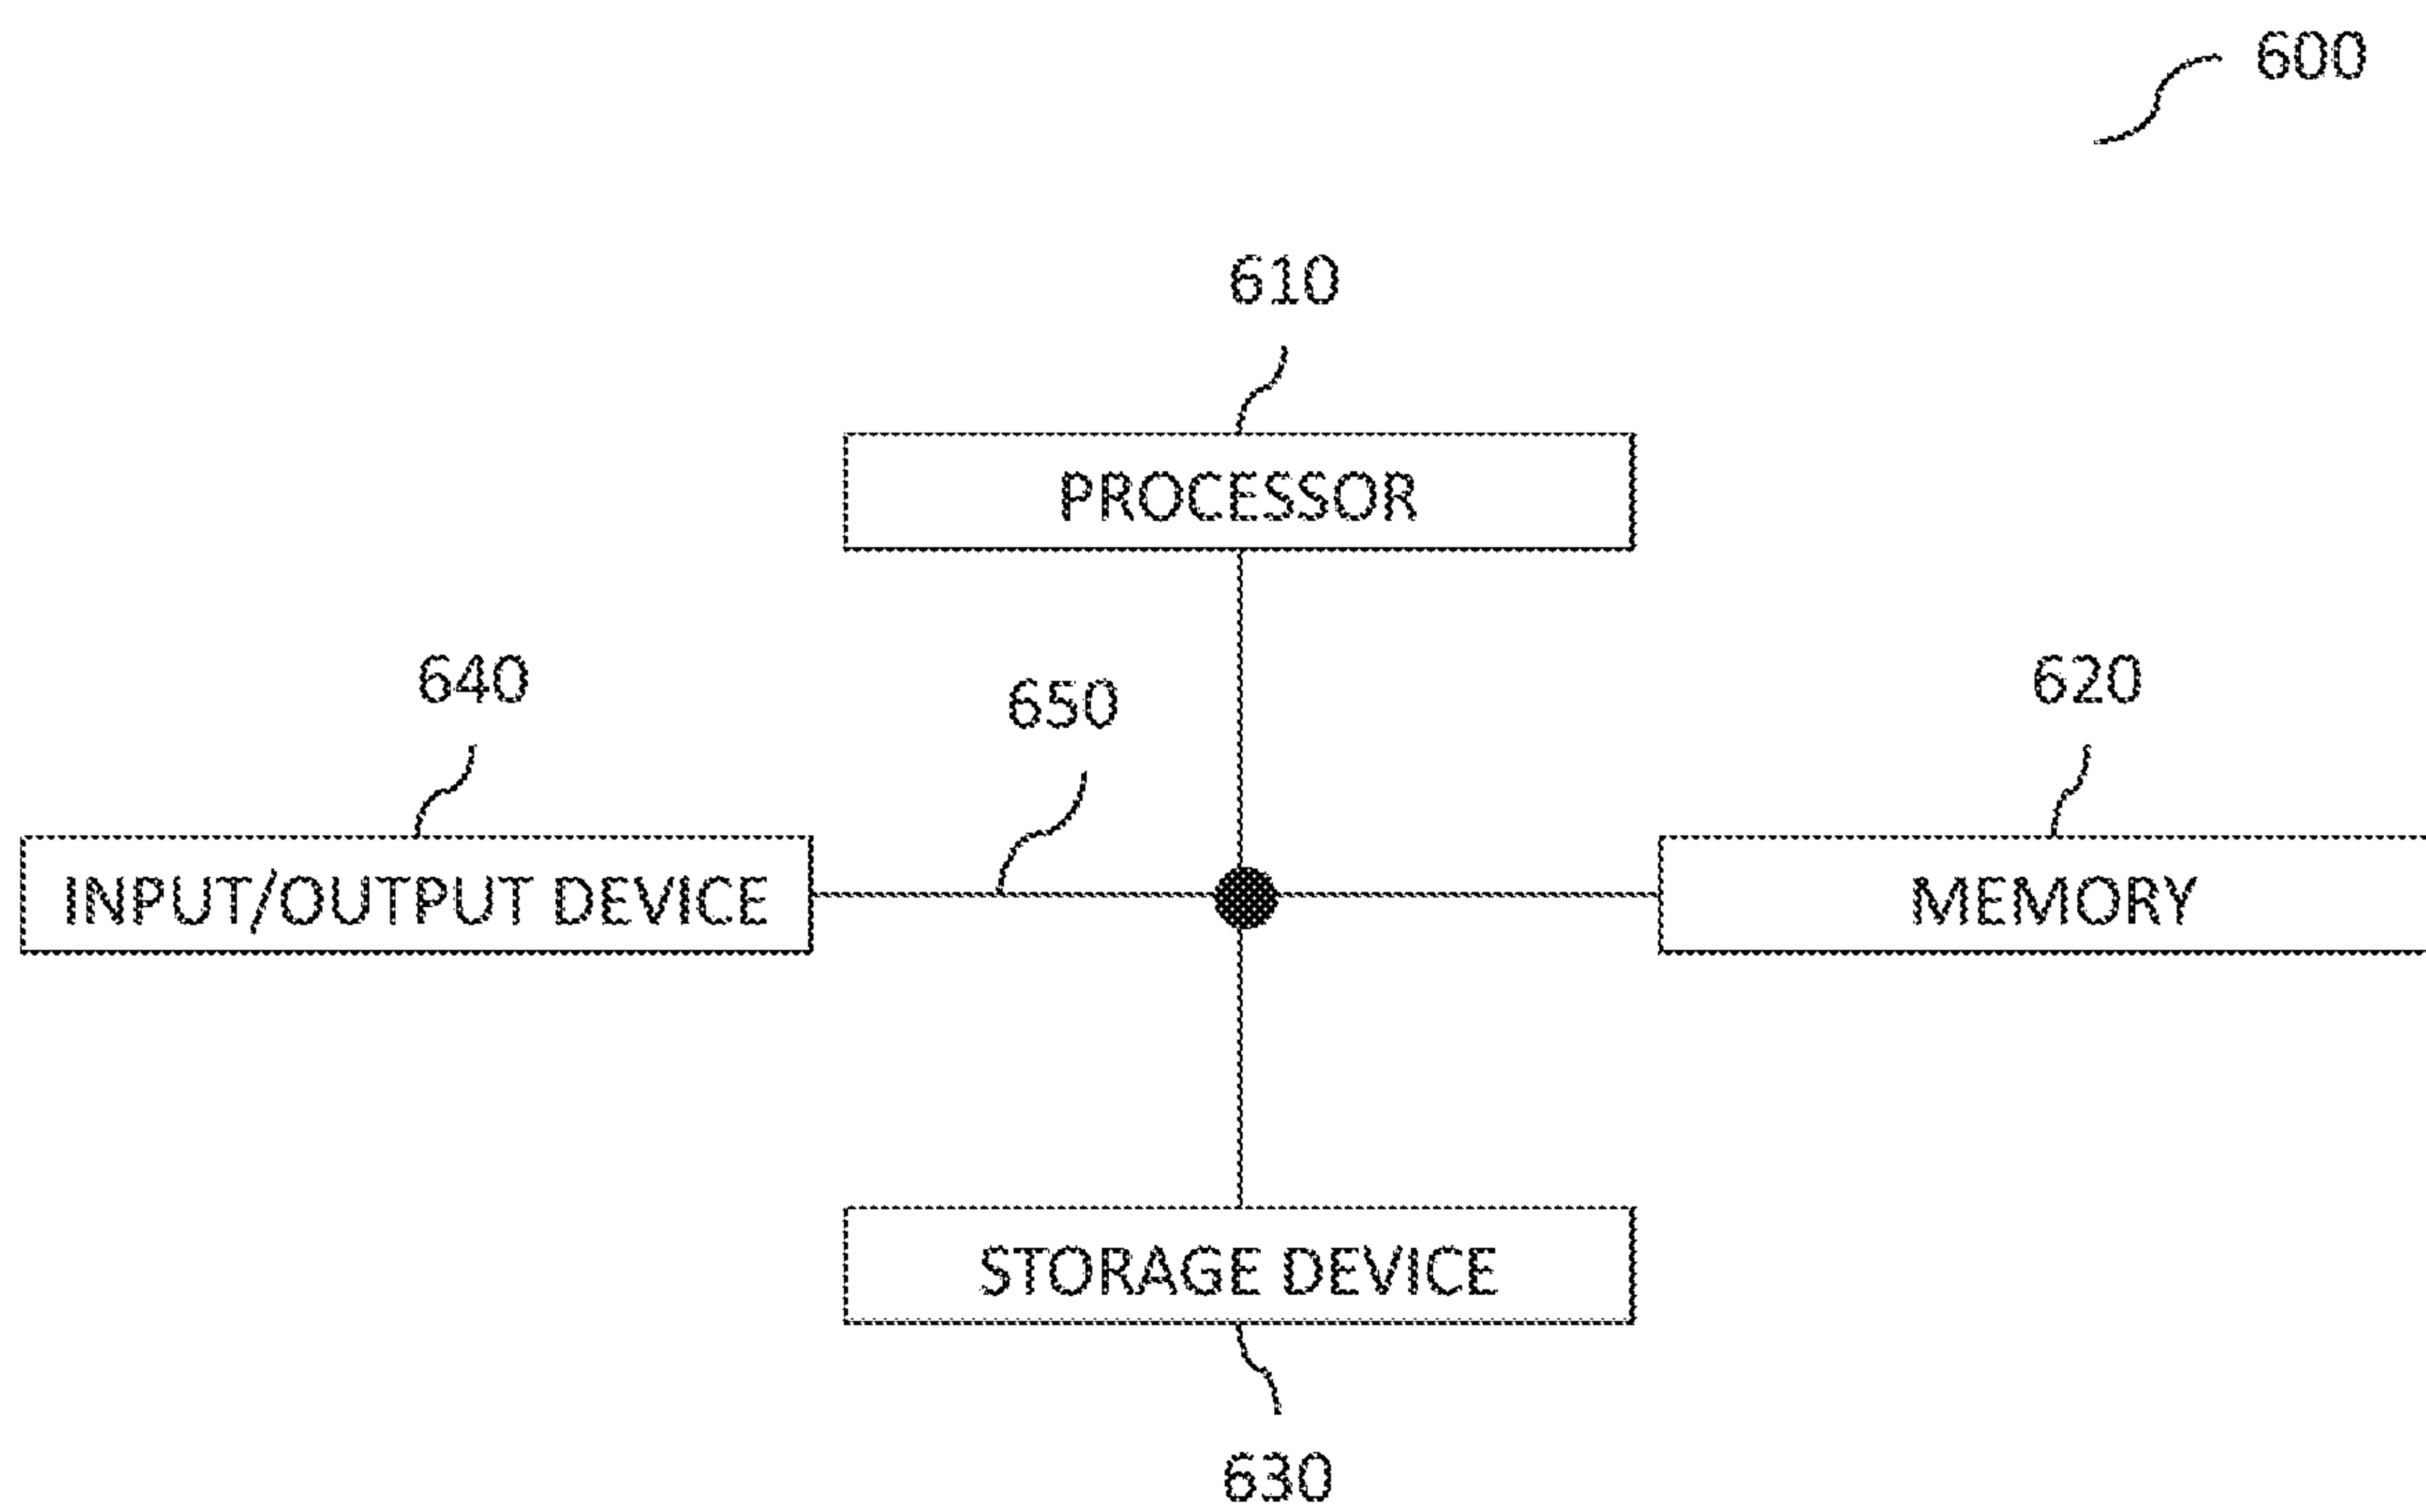 600
610
PROCESSOR
640
650
620
INPUT/OUTPUT DEVICE
MEMORY
STORAGE DEVICE
630